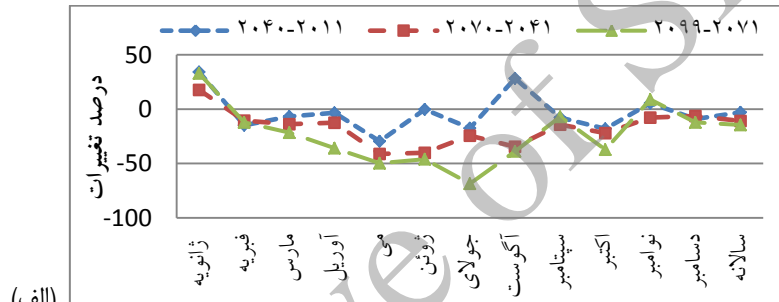 ۲۰۴۰-۲۰۱۱ ۲۰۷۰-۲۰۴۱ ۲۰۹۹-۲۰۷۱
درصد تغییرات
50
0
-50
-100
ژانویه فبریه مارس آوریل می ژوئن جولای آگوست سپتامبر اکتبر نوامبر دسامبر سالانه
(الف)